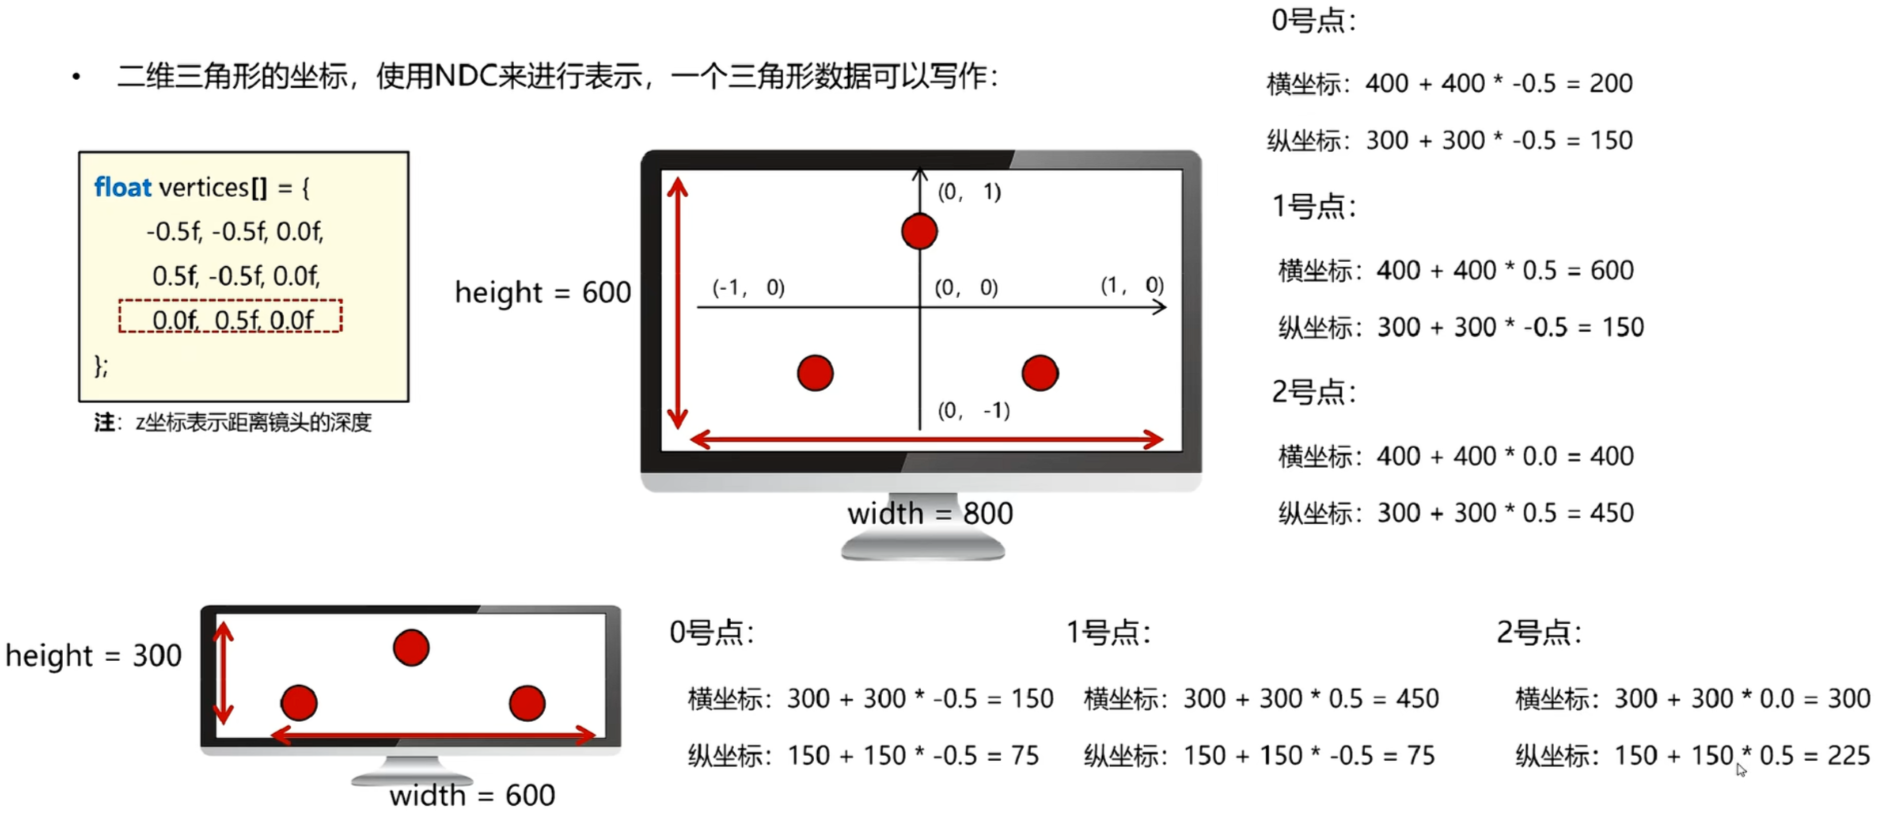 • 二维三角形的坐标，使用NDC来进行表示，一个三角形数据可以写作：
float vertices[] = {
-0.5f, -0.5f, 0.0f,
0.5f, -0.5f, 0.0f,
0.0f, 0.5f, 0.0f
};
注：z坐标表示距离镜头的深度
height = 600
(0, 1)
(-1, 0)
(0, 0)
(1, 0)
(0, -1)
width = 800
0号点：
横坐标：400 + 400 * -0.5 = 200
纵坐标：300 + 300 * -0.5 = 150
1号点：
横坐标：400 + 400 * 0.5 = 600
纵坐标：300 + 300 * -0.5 = 150
2号点：
横坐标：400 + 400 * 0.0 = 400
纵坐标：300 + 300 * 0.5 = 450
height = 300
width = 600
0号点：
横坐标：300 + 300 * -0.5 = 150
纵坐标：150 + 150 * -0.5 = 75
1号点：
横坐标：300 + 300 * 0.5 = 450
纵坐标：150 + 150 * -0.5 = 75
2号点：
横坐标：300 + 300 * 0.0 = 300
纵坐标：150 + 150 * 0.5 = 225